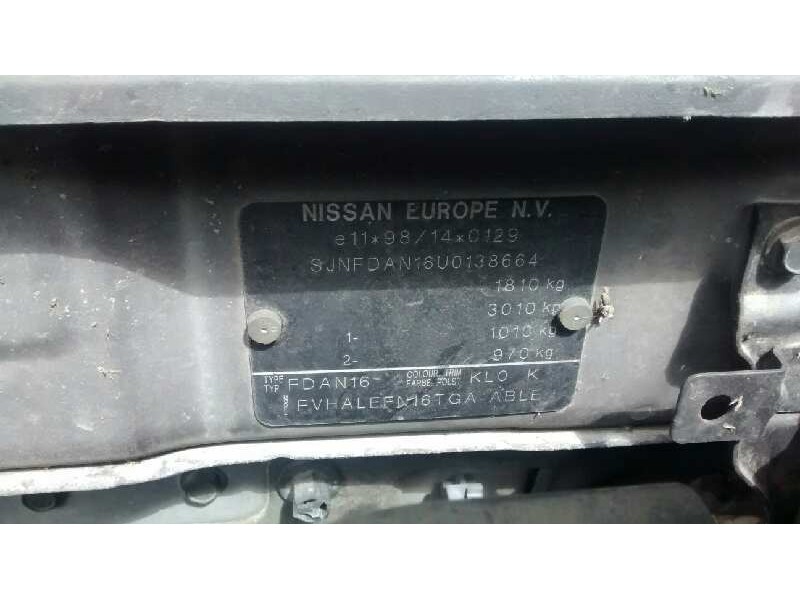 NISSAN EUROPE N.V.
e11*98/14*0129
SJNFDAN16U0138664
1810 kg
3010 kg
1- 1010 kg
2- 970 kg
TYPE TYP FDAN16- COLOUR, TRIM FARBE, POLST. KL0 K
FVHALEFN16TGA ABLE